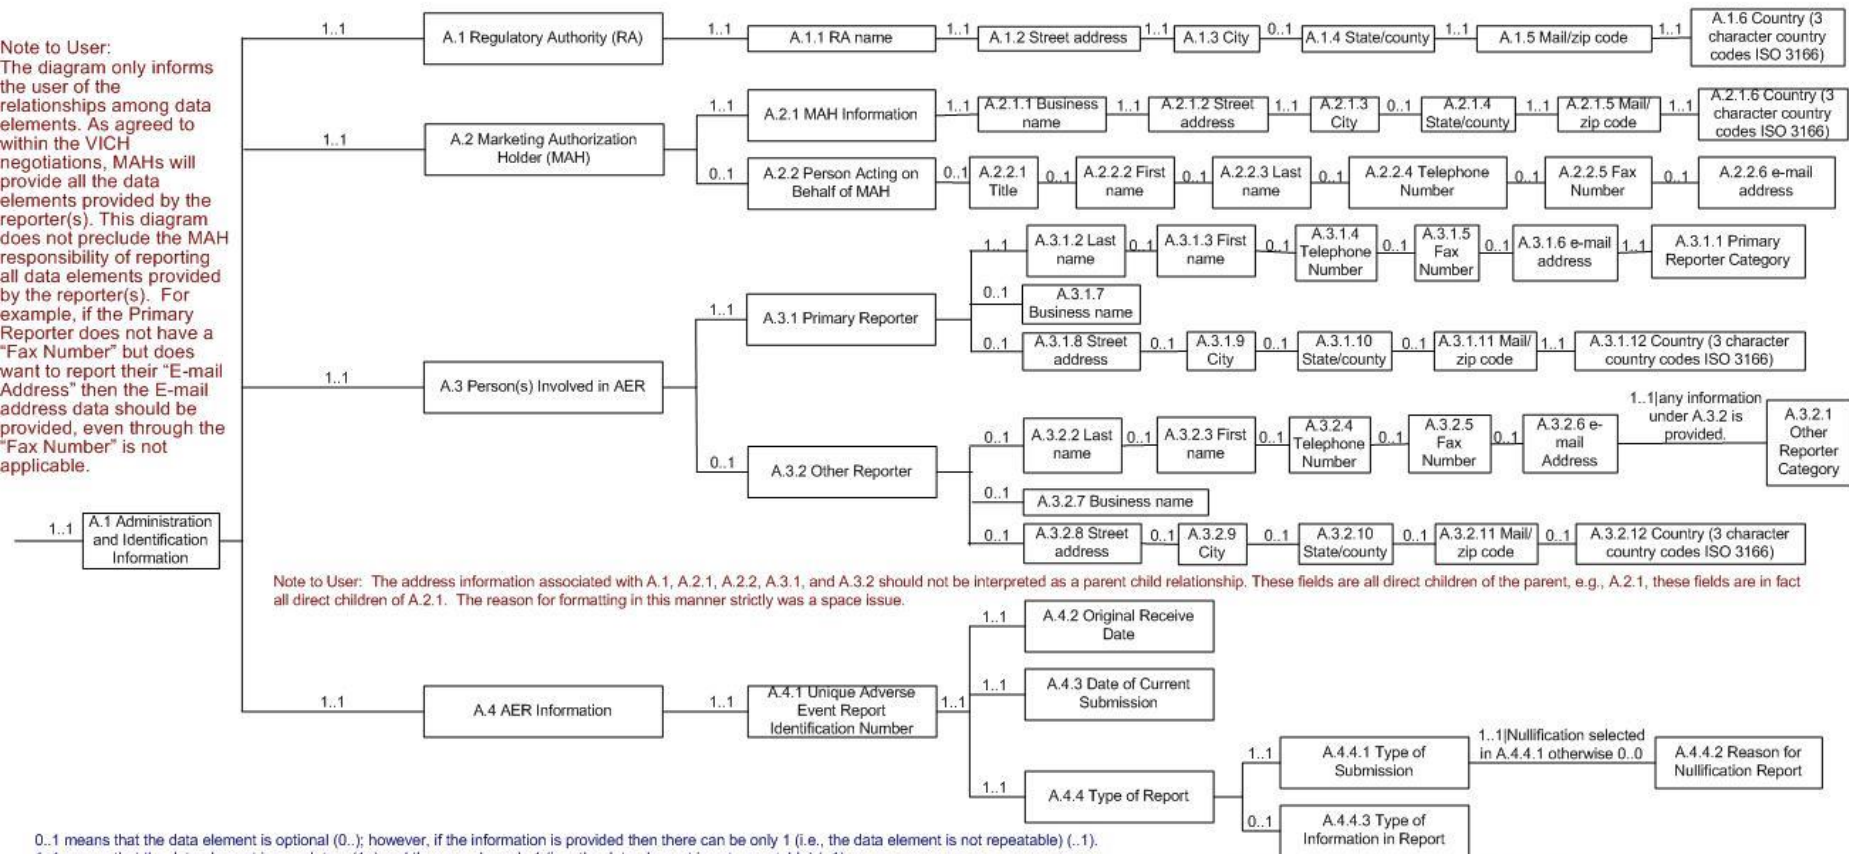 Note to User:
The diagram only informs
the user of the
relationships among data
elements. As agreed to
within the VICH
negotiations, MAHs will
provide all the data
elements provided by the
reporter(s). This diagram
does not preclude the MAH
responsibility of reporting
all data elements provided
by the reporter(s). For
example, if the Primary
Reporter does not have a
"Fax Number" but does
want to report their "E-mail
Address" then the E-mail
address data should be
provided, even through the
"Fax Number" is not
applicable.
1..1
A.1 Administration
and Identification
Information
1..1
A.1 Regulatory Authority (RA)
1..1
A.1.1 RA name
1..1
A.1.2 Street address
1..1
A.1.3 City
0..1
A.1.4 State/county
1..1
A.1.5 Mail/zip code
1..1
A.1.6 Country (3
character country
codes ISO 3166)
1..1
A.2 Marketing Authorization
Holder (MAH)
1..1
A.2.1 MAH Information
1..1
A.2.1.1 Business
name
1..1
A.2.1.2 Street
address
1..1
A.2.1.3
City
0..1
A.2.1.4
State/county
1..1
A.2.1.5 Mail/
zip code
1..1
A.2.1.6 Country (3
character country
codes ISO 3166)
0..1
A.2.2 Person Acting on
Behalf of MAH
0..1
A.2.2.1
Title
0..1
A.2.2.2 First
name
0..1
A.2.2.3 Last
name
0..1
A.2.2.4 Telephone
Number
0..1
A.2.2.5 Fax
Number
0..1
A.2.2.6 e-mail
address
1..1
A.3 Person(s) Involved in AER
1..1
A.3.1 Primary Reporter
1..1
A.3.1.2 Last
name
0..1
A.3.1.3 First
name
0..1
A.3.1.4
Telephone
Number
0..1
A.3.1.5
Fax
Number
0..1
A.3.1.6 e-mail
address
1..1
A.3.1.1 Primary
Reporter Category
0..1
A.3.1.7
Business name
0..1
A.3.1.8 Street
address
0..1
A.3.1.9
City
0..1
A.3.1.10
State/county
0..1
A.3.1.11 Mail/
zip code
1..1
A.3.1.12 Country (3 character
country codes ISO 3166)
0..1
A.3.2 Other Reporter
0..1
A.3.2.2 Last
name
0..1
A.3.2.3 First
name
0..1
A.3.2.4
Telephone
Number
0..1
A.3.2.5
Fax
Number
0..1
A.3.2.6 e-
mail
Address
1..1|any information
under A.3.2 is
provided.
A.3.2.1
Other
Reporter
Category
0..1
A.3.2.7 Business name
0..1
A.3.2.8 Street
address
0..1
A.3.2.9
City
0..1
A.3.2.10
State/county
0..1
A.3.2.11 Mail/
zip code
0..1
A.3.2.12 Country (3 character
country codes ISO 3166)
Note to User: The address information associated with A.1, A.2.1, A.2.2, A.3.1, and A.3.2 should not be interpreted as a parent child relationship. These fields are all direct children of the parent, e.g., A.2.1, these fields are in fact
all direct children of A.2.1. The reason for formatting in this manner strictly was a space issue.
1..1
A.4 AER Information
1..1
A.4.1 Unique Adverse
Event Report
Identification Number
1..1
1..1
A.4.2 Original Receive
Date
1..1
A.4.3 Date of Current
Submission
1..1
A.4.4 Type of Report
1..1
A.4.4.1 Type of
Submission
1..1|Nullification selected
in A.4.4.1 otherwise 0..0
A.4.4.2 Reason for
Nullification Report
0..1
A.4.4.3 Type of
Information in Report
0..1 means that the data element is optional (0..); however, if the information is provided then there can be only 1 (i.e., the data element is not repeatable) (..1).